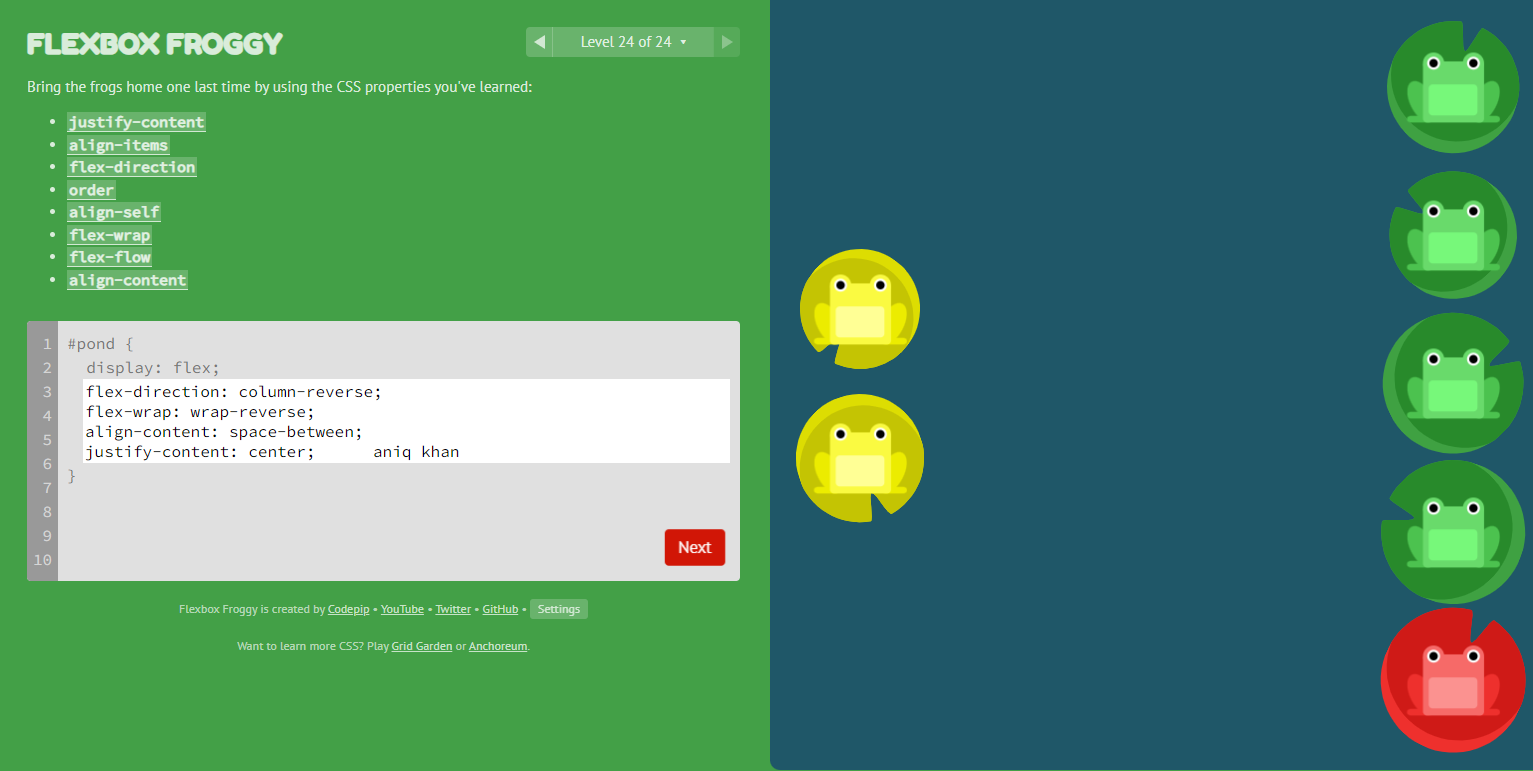 FLEXBOX FROGGY
◀ Level 24 of 24 ▾ ▶
Bring the frogs home one last time by using the CSS properties you've learned:
• justify-content
• align-items
• flex-direction
• order
• align-self
• flex-wrap
• flex-flow
• align-content
1 #pond {
2 display: flex;
3 flex-direction: column-reverse;
4 flex-wrap: wrap-reverse;
5 align-content: space-between;
6 justify-content: center; aniq khan
7 }
8
9
10
Next
Flexbox Froggy is created by Codepip • YouTube • Twitter • GitHub • Settings
Want to learn more CSS? Play Grid Garden or Anchoreum.